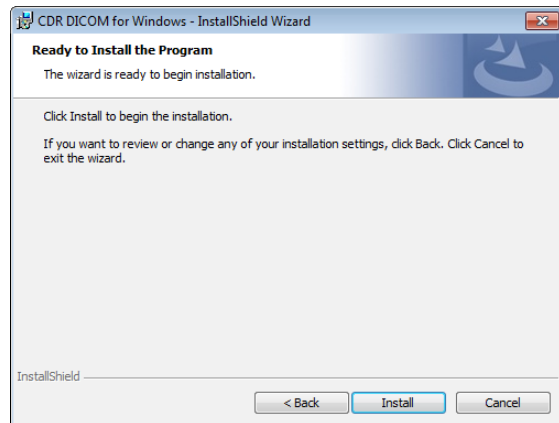 CDR DICOM for Windows - InstallShield Wizard
Ready to Install the Program
The wizard is ready to begin installation.
Click Install to begin the installation.
If you want to review or change any of your installation settings, click Back. Click Cancel to
exit the wizard.
InstallShield
< Back Install Cancel